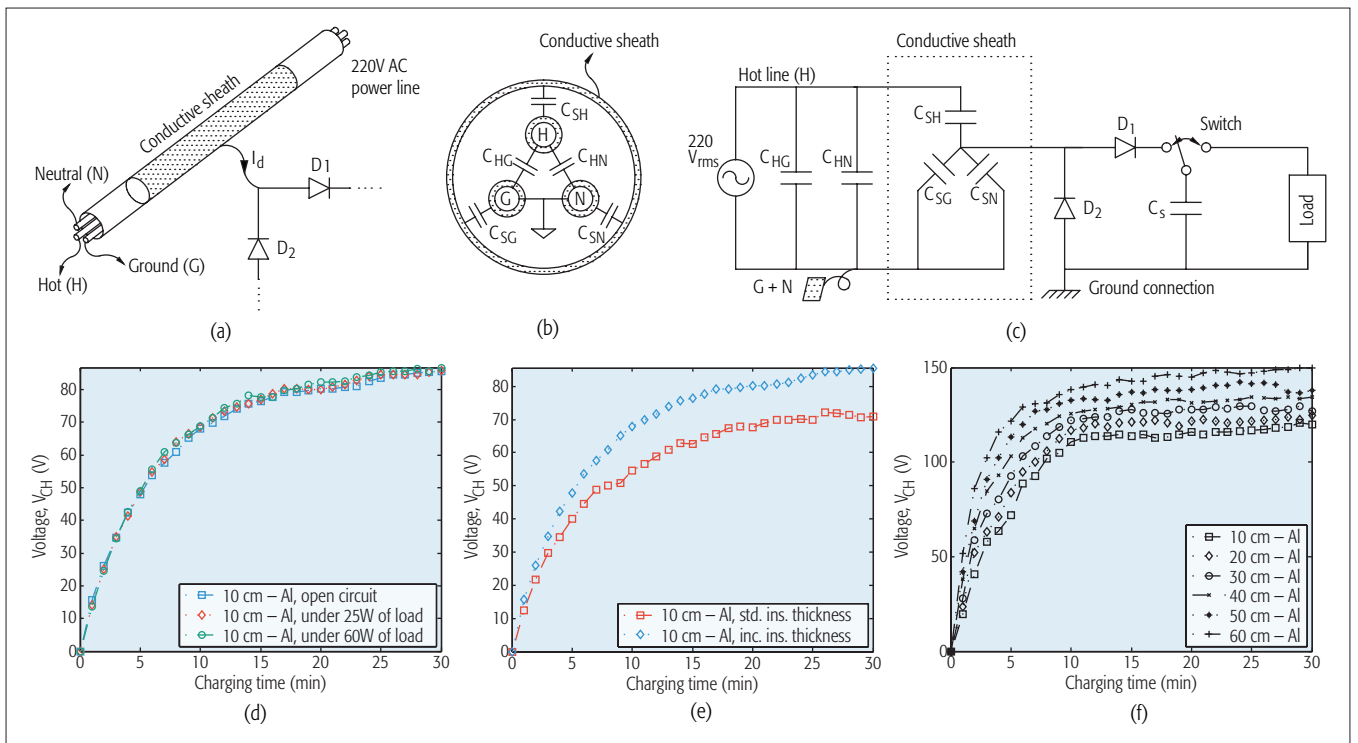 Conductive sheath
220V AC
power line
I_d
D1
D_2
Neutral (N)
Ground (G)
Hot (H)
(a)
Conductive sheath
C_SH
H
C_HG
C_HN
G
N
C_SG
C_SN
(b)
Conductive sheath
Hot line (H)
C_SH
220
V_rms
C_HG
C_HN
C_SG
C_SN
D_1
Switch
D_2
C_s
Load
G + N
Ground connection
(c)
Voltage, V_CH (V)
80
70
60
50
40
30
20
10
0
10 cm – Al, open circuit
10 cm – Al, under 25W of load
10 cm – Al, under 60W of load
0 5 10 15 20 25 30
Charging time (min)
(d)
Voltage, V_CH (V)
80
70
60
50
40
30
20
10
0
10 cm – Al, std. ins. thickness
10 cm – Al, inc. ins. thickness
0 5 10 15 20 25 30
Charging time (min)
(e)
Voltage, V_CH (V)
150
100
50
0
10 cm – Al
20 cm – Al
30 cm – Al
40 cm – Al
50 cm – Al
60 cm – Al
0 5 10 15 20 25 30
Charging time (min)
(f)